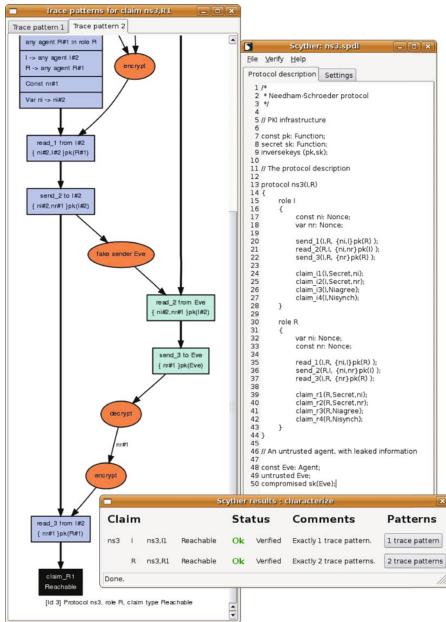 Trace patterns for claim ns3,R1
Trace pattern 1
Trace pattern 2
any agent R#1 in role R
I -> any agent I#2
R -> any agent R#1
Const nr#1
Var ni -> ni#2
encrypt
read_1 from I#2
{ ni#2,I#2 }pk(R#1)
send_2 to I#2
{ ni#2,nr#1 }pk(I#2)
fake sender Eve
read_2 from Eve
{ ni#2,nr#1 }pk(I#2)
send_3 to Eve
{ nr#1 }pk(Eve)
decrypt
nr#1
encrypt
read_3 from I#2
{ nr#1 }pk(R#1)
claim_R1
Reachable
[Id 3] Protocol ns3, role R, claim type Reachable
Scyther: ns3.spdl
File Verify Help
Protocol description
Settings
1 /*
2 * Needham-Schroeder protocol
3 */
4
5 // PKI infrastructure
6
7 const pk: Function;
8 secret sk: Function;
9 inversekeys (pk,sk);
10
11 // The protocol description
12
13 protocol ns3(I,R)
14 {
15 role I
16 {
17 const ni: Nonce;
18 var nr: Nonce;
19
20 send_1(I,R, {ni,I}pk(R) );
21 read_2(R,I, {ni,nr}pk(I) );
22 send_3(I,R, {nr}pk(R) );
23
24 claim_i1(I,Secret,ni);
25 claim_i2(I,Secret,nr);
26 claim_i3(I,Niagree);
27 claim_i4(I,Nisynch);
28 }
29
30 role R
31 {
32 var ni: Nonce;
33 const nr: Nonce;
34
35 read_1(I,R, {ni,I}pk(R) );
36 send_2(R,I, {ni,nr}pk(I) );
37 read_3(I,R, {nr}pk(R) );
38
39 claim_r1(R,Secret,ni);
40 claim_r2(R,Secret,nr);
41 claim_r3(R,Niagree);
42 claim_r4(R,Nisynch);
43 }
44 }
45
46 // An untrusted agent, with leaked information
47
48 const Eve: Agent;
49 untrusted Eve;
50 compromised sk(Eve);
Scyther results : characterize
Claim Status Comments Patterns
ns3 I ns3,I1 Reachable Ok Verified Exactly 1 trace pattern. 1 trace pattern
R ns3,R1 Reachable Ok Verified Exactly 2 trace patterns. 2 trace patterns
Done.